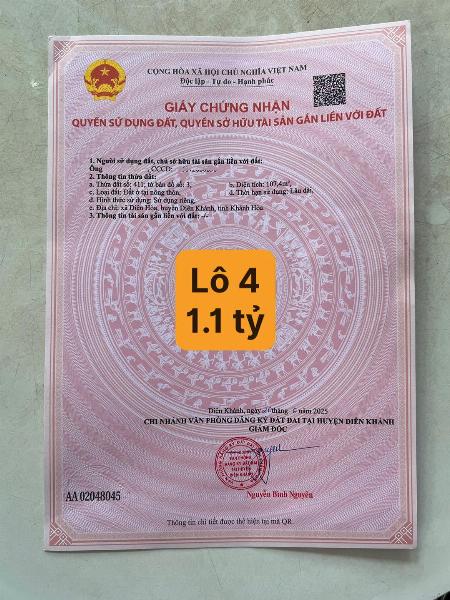 CỘNG HÒA XÃ HỘI CHỦ NGHĨA VIỆT NAM
Độc lập - Tự do - Hạnh phúc
GIẤY CHỨNG NHẬN
QUYỀN SỬ DỤNG ĐẤT, QUYỀN SỞ HỮU TÀI SẢN GẮN LIỀN VỚI ĐẤT
1. Người sử dụng đất, chủ sở hữu tài sản gắn liền với đất:
Ông , CCCD:
2. Thông tin thửa đất:
a. Thửa đất số: 411, tờ bản đồ số: 3, b. Diện tích: 107,4m²,
c. Loại đất: Đất ở tại nông thôn, d. Thời hạn sử dụng: Lâu dài,
đ. Hình thức sử dụng: Sử dụng riêng,
e. Địa chỉ: xã Diên Hòa, huyện Diên Khánh, tỉnh Khánh Hòa.
3. Thông tin tài sản gắn liền với đất: -/-
Lô 4
1.1 tỷ
Diên Khánh, ngày tháng năm 2025
CHI NHÁNH VĂN PHÒNG ĐĂNG KÝ ĐẤT ĐAI TẠI HUYỆN DIÊN KHÁNH
GIÁM ĐỐC
AA 02048045
Nguyễn Bình Nguyên
Thông tin chi tiết được thể hiện tại mã QR